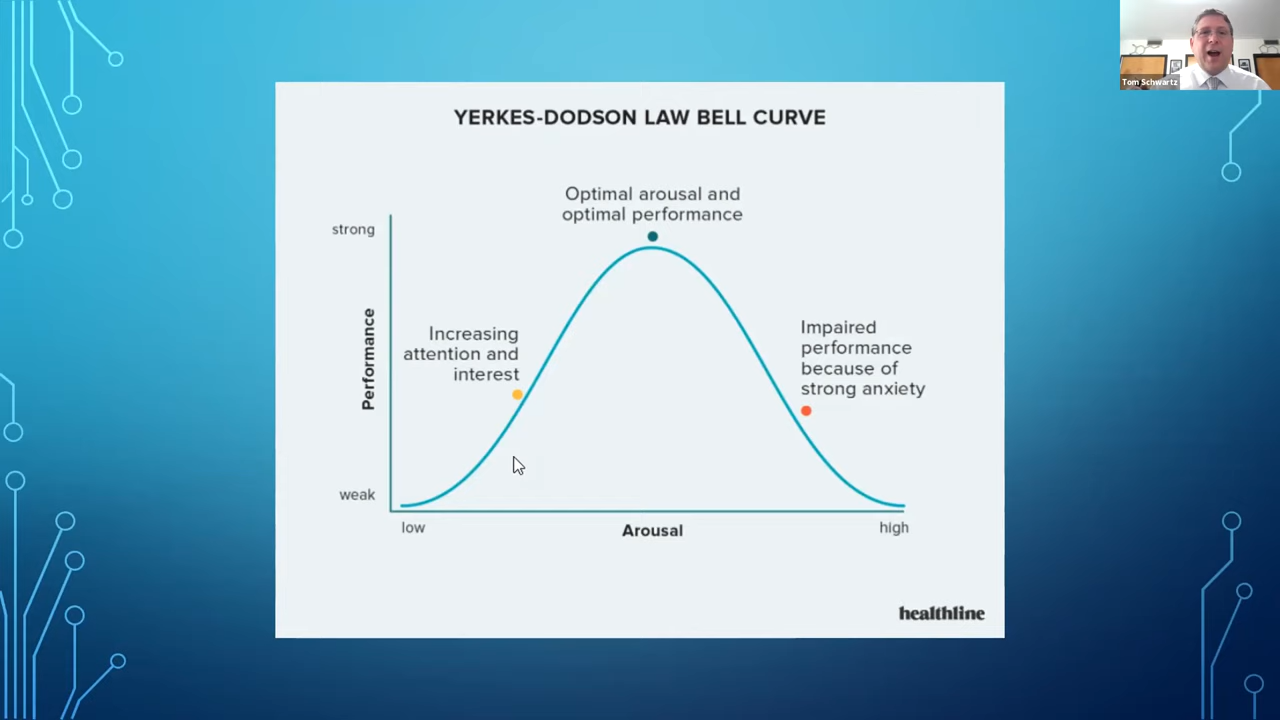 Tom Schwartz
YERKES-DODSON LAW BELL CURVE
Optimal arousal and
optimal performance
strong
Performance
Increasing
attention and
interest
Impaired
performance
because of
strong anxiety
weak
low
Arousal
high
healthline